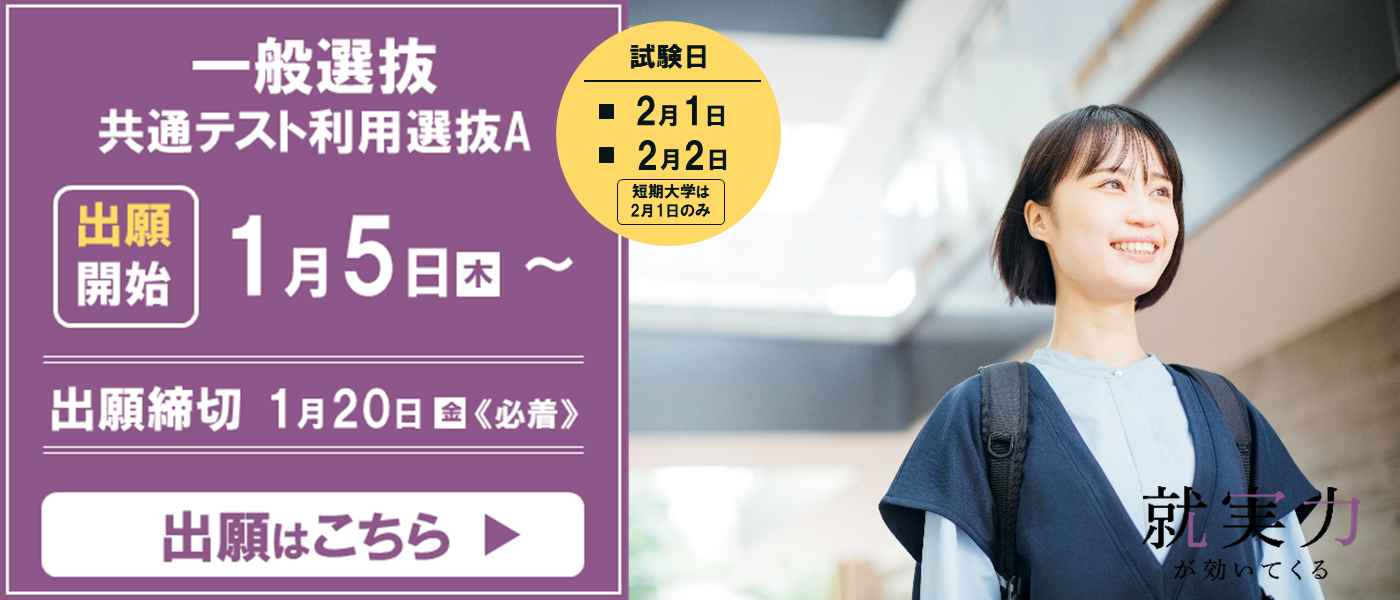 一般選抜
共通テスト利用選抜A
出願
開始
1月5日木 ～
出願締切 1月20日金《必着》
出願はこちら ▶
試験日
■ 2月1日
■ 2月2日
短期大学は
2月1日のみ
就実力
が効いてくる